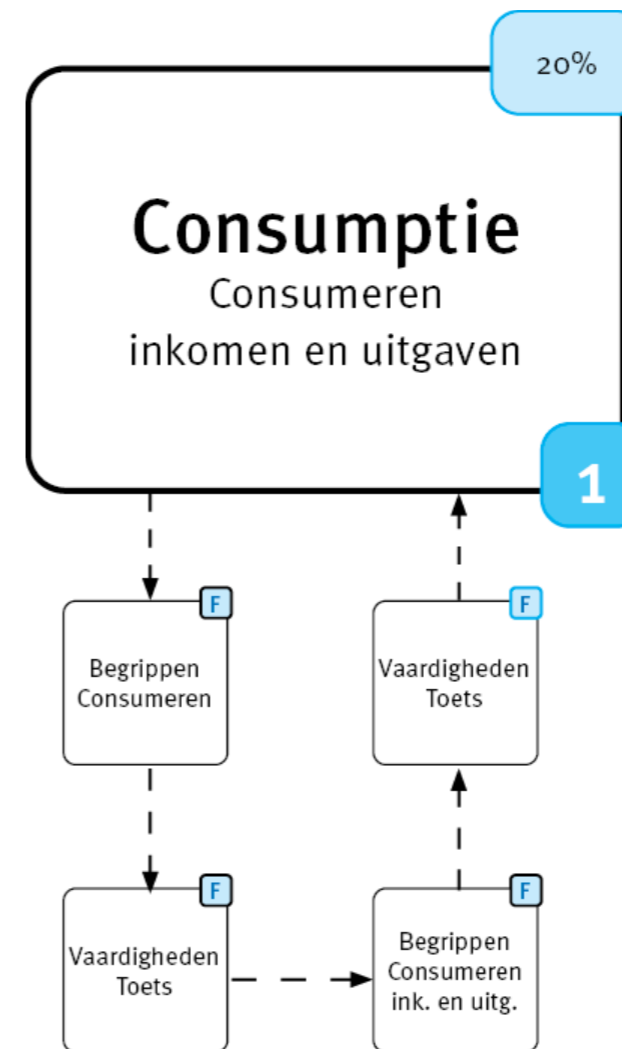 20%
Consumptie
Consumeren
inkomen en uitgaven
1
F
Begrippen
Consumeren
F
Vaardigheden
Toets
F
Vaardigheden
Toets
F
Begrippen
Consumeren
ink. en uitg.